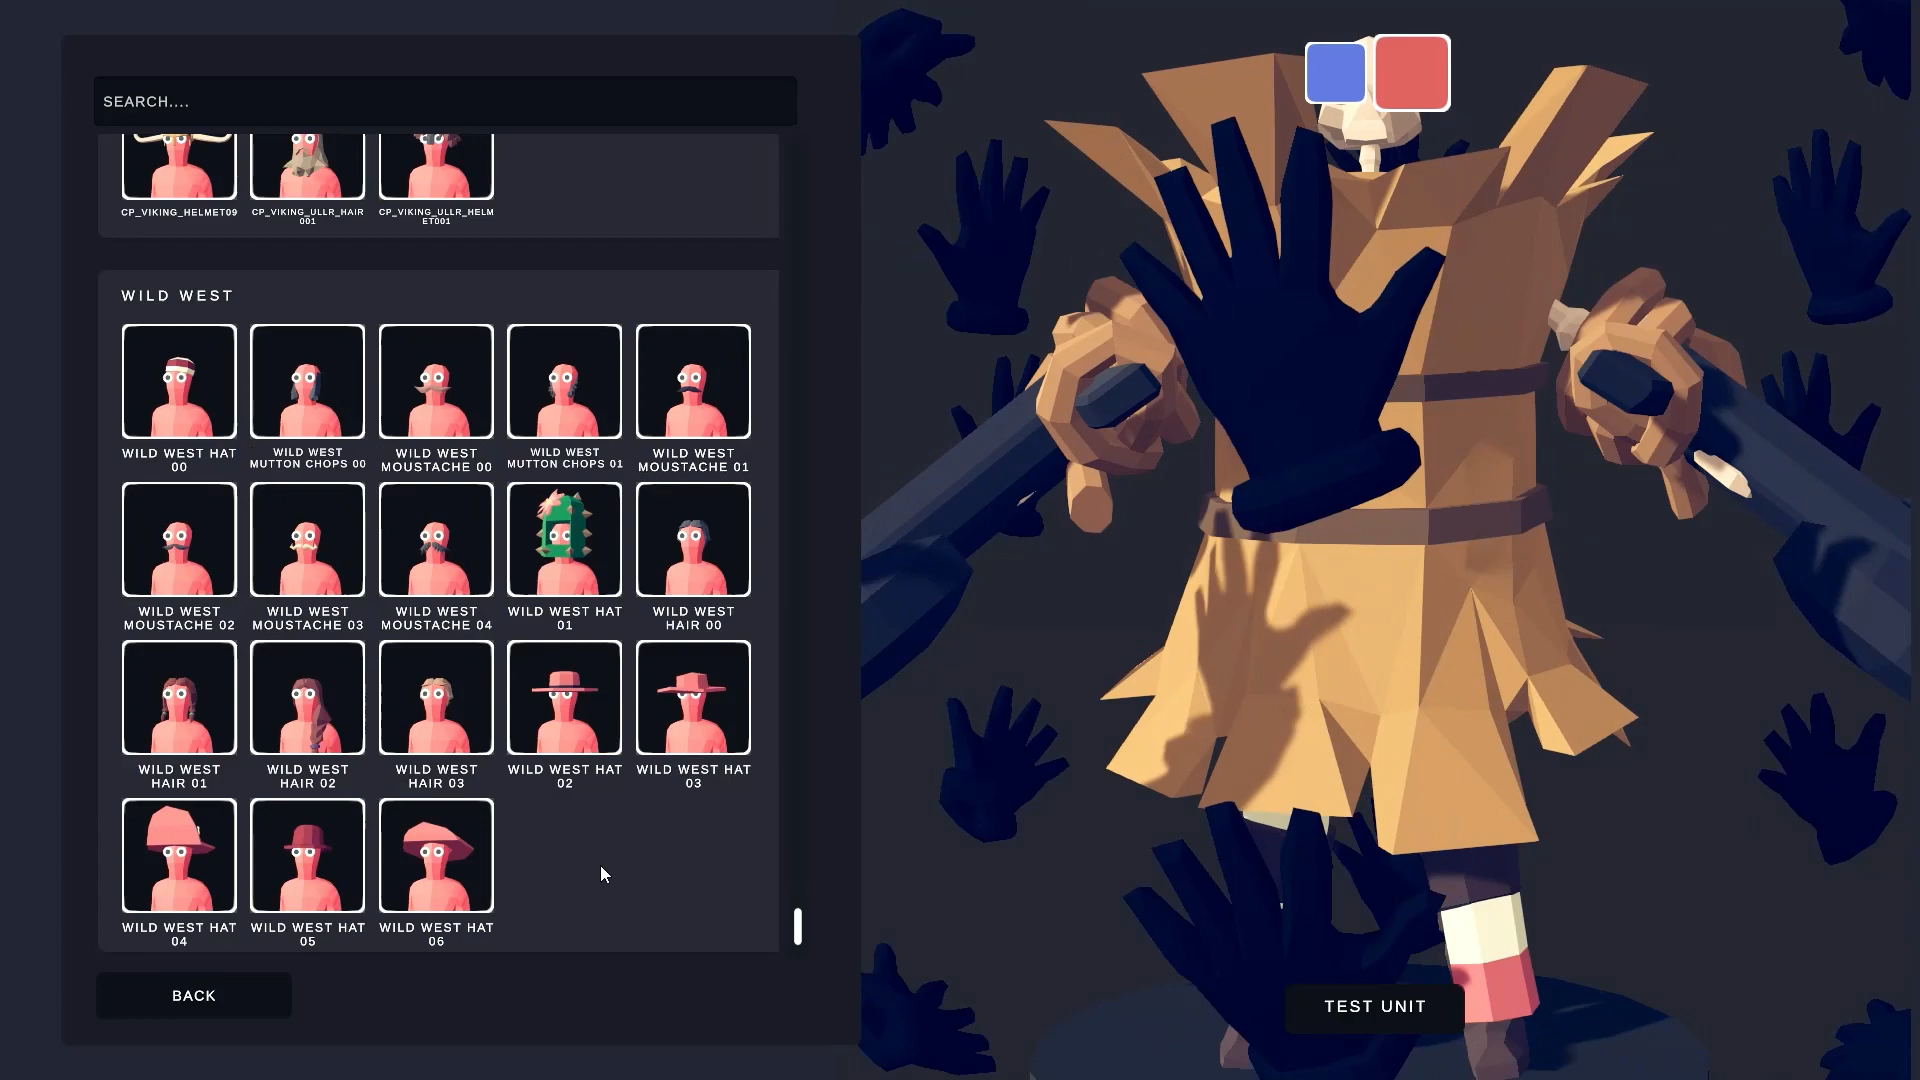 SEARCH....
CP_VIKING_HELMET09
CP_VIKING_ULLR_HAIR
001
CP_VIKING_ULLR_HELM
ET001
WILD WEST
WILD WEST HAT
00
WILD WEST
MUTTON CHOPS 00
WILD WEST
MOUSTACHE 00
WILD WEST
MUTTON CHOPS 01
WILD WEST
MOUSTACHE 01
WILD WEST
MOUSTACHE 02
WILD WEST
MOUSTACHE 03
WILD WEST
MOUSTACHE 04
WILD WEST HAT
01
WILD WEST
HAIR 00
WILD WEST
HAIR 01
WILD WEST
HAIR 02
WILD WEST
HAIR 03
WILD WEST HAT
02
WILD WEST HAT
03
WILD WEST HAT
04
WILD WEST HAT
05
WILD WEST HAT
06
BACK
TEST UNIT